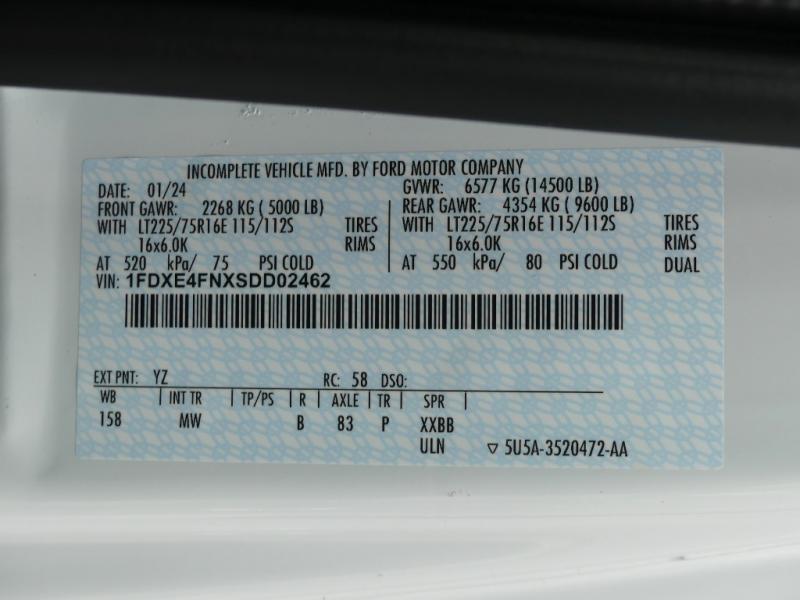 INCOMPLETE VEHICLE MFD. BY FORD MOTOR COMPANY
DATE: 01/24 GVWR: 6577 KG (14500 LB)
FRONT GAWR: 2268 KG ( 5000 LB) REAR GAWR: 4354 KG ( 9600 LB)
WITH LT225/75R16E 115/112S TIRES WITH LT225/75R16E 115/112S TIRES
16x6.0K RIMS 16x6.0K RIMS
AT 520 kPa/ 75 PSI COLD AT 550 kPa/ 80 PSI COLD DUAL
VIN: 1FDXE4FNXSDD02462
EXT PNT: YZ RC: 58 DSO:
WB INT TR TP/PS R AXLE TR SPR
158 MW B 83 P XXBB
ULN ▽ 5U5A-3520472-AA